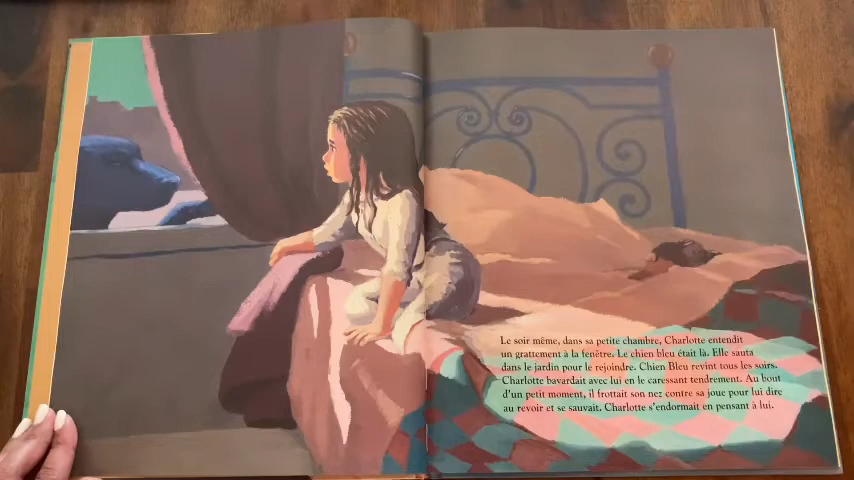 Le soir même, dans sa petite chambre, Charlotte entendit
un grattement à la fenêtre. Le chien bleu était là. Elle sauta
dans le jardin pour le rejoindre. Chien Bleu revint tous les soirs.
Charlotte bavardait avec lui en le caressant tendrement. Au bout
d'un petit moment, il frottait son nez contre sa joue pour lui dire
au revoir et se sauvait. Charlotte s'endormait en pensant à lui.